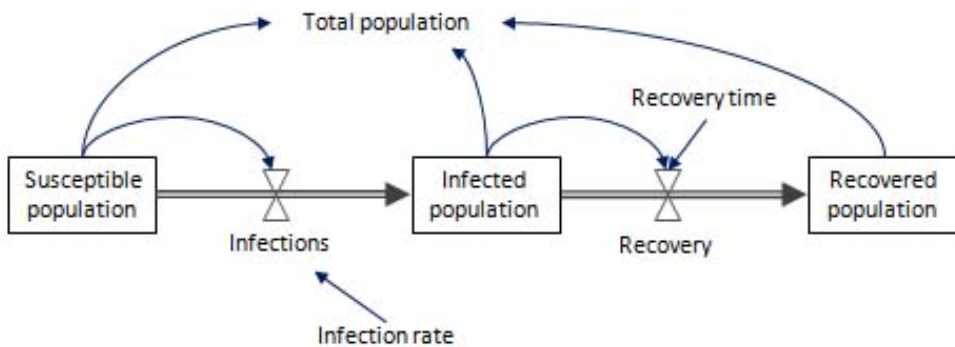 Total population
Recovery time
Susceptible
population
Infected
population
Recovered
population
Infections
Recovery
Infection rate